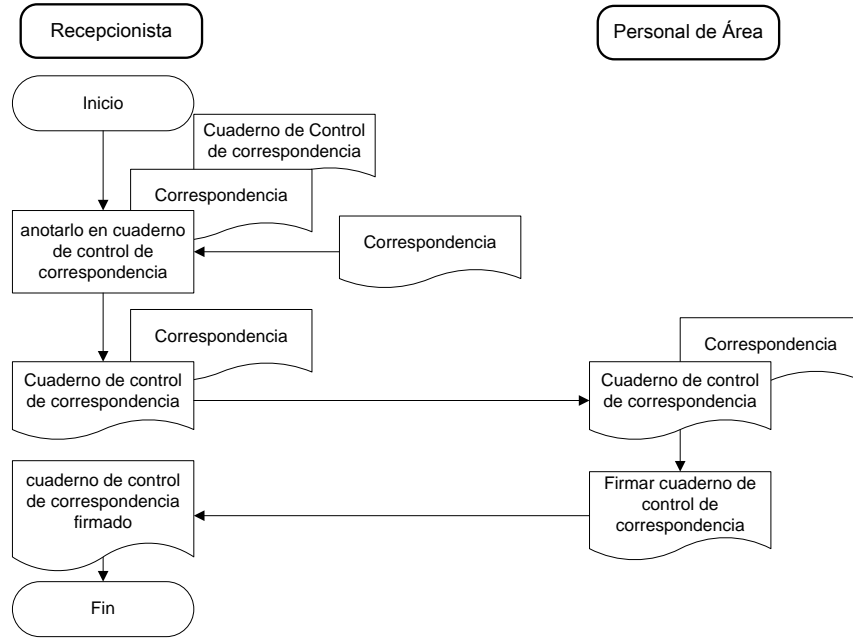 Recepcionista
Personal de Área
Inicio
Cuaderno de Control
de correspondencia
Correspondencia
anotarlo en cuaderno
de control de
correspondencia
Correspondencia
Correspondencia
Cuaderno de control
de correspondencia
Correspondencia
Cuaderno de control
de correspondencia
cuaderno de control
de correspondencia
firmado
Firmar cuaderno de
control de
correspondencia
Fin